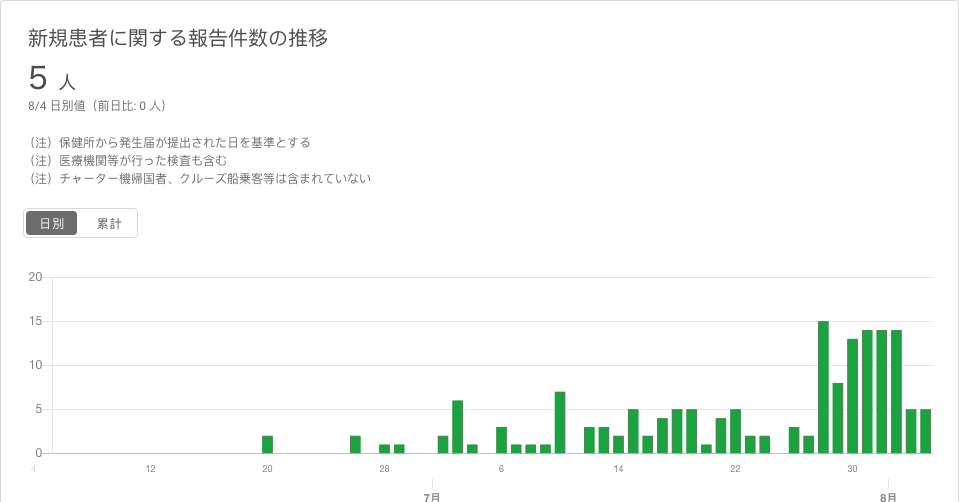 新規患者に関する報告件数の推移
5 人
8/4 日別値（前日比: 0 人）
（注）保健所から発生届が提出された日を基準とする
（注）医療機関等が行った検査も含む
（注）チャーター機帰国者、クルーズ船乗客等は含まれていない
日別 累計
20
15
10
5
0
4 12 20 28 6 14 22 30
7月 8月